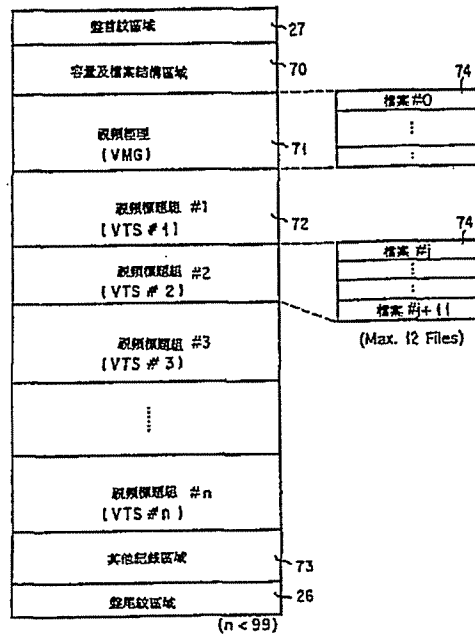 盤首紋區域
27
容量及檔案結構區域
70
74
檔案 #0
視頻經理
(VMG)
71
視頻標題組 #1
(VTS #1)
72
74
檔案 #j
視頻標題組 #2
(VTS # 2)
檔案 #j+11
(Max. 12 Files)
視頻標題組 #3
(VTS # 3)
視頻標題組 #n
(VTS #n)
其他記錄區域
73
盤尾紋區域
26
(n < 99)